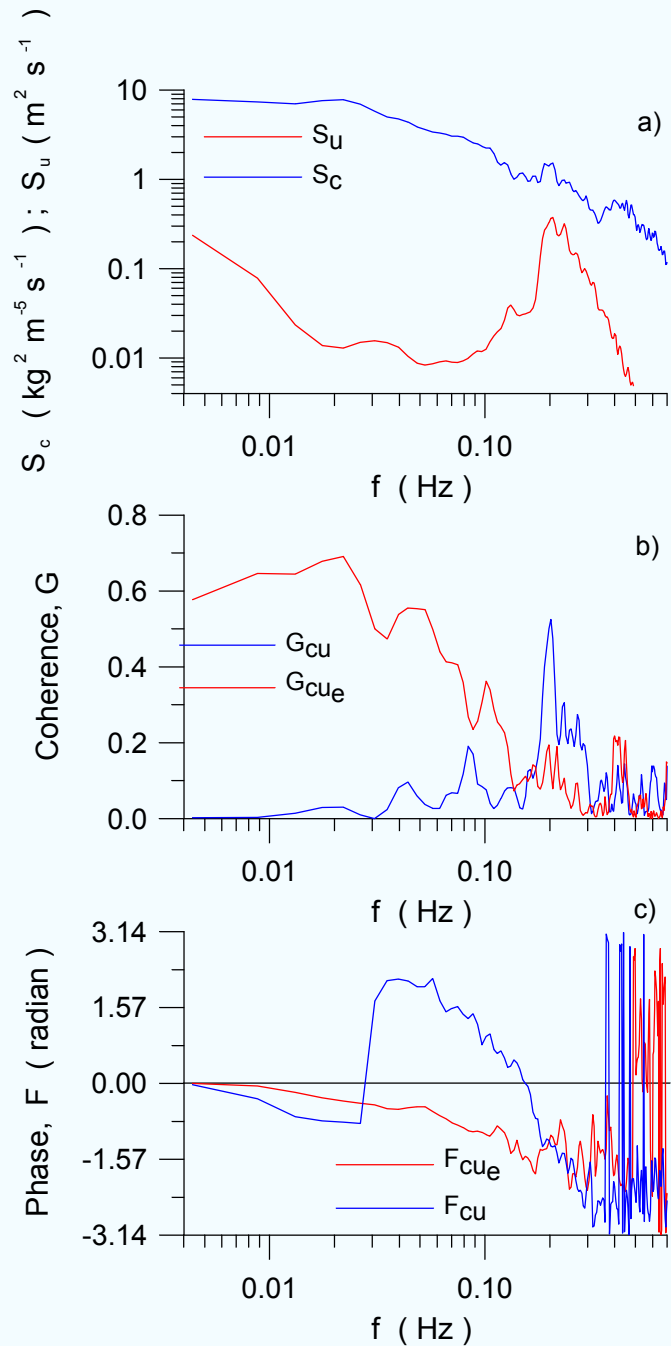 S_c ( kg^2 m^-5 s^-1 ) ; S_u ( m^2 s^-1 )
10
1
0.1
0.01
a)
S_u
S_c
0.01
0.10
f ( Hz )
Coherence, G
0.8
0.6
0.4
0.2
0.0
b)
G_cu
G_cu_e
0.01
0.10
f ( Hz )
Phase, F ( radian )
3.14
1.57
0.00
-1.57
-3.14
c)
F_cu_e
F_cu
0.01
0.10
f ( Hz )